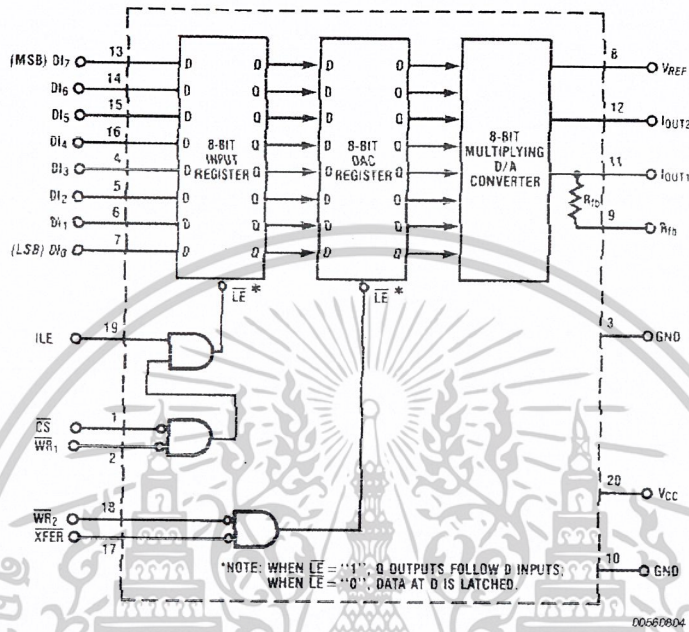 (MSB) DI7 13
DI6 14
DI5 15
DI4 16
DI3 4
DI2 5
DI1 6
(LSB) DI0 7
D Q
D Q
D Q
D Q
D Q
D Q
D Q
D Q
8-BIT
INPUT
REGISTER
D Q
D Q
D Q
D Q
D Q
D Q
D Q
D Q
8-BIT
DAC
REGISTER
8-BIT
MULTIPLYING
D/A
CONVERTER
8 VREF
12 IOUT2
11 IOUT1
Rfb
9 Rfb
LE *
LE *
ILE 19
3 GND
CS 1
WR1 2
20 VCC
WR2 18
XFER 17
10 GND
*NOTE: WHEN LE = "1", Q OUTPUTS FOLLOW D INPUTS;
WHEN LE = "0", DATA AT D IS LATCHED.
00560804